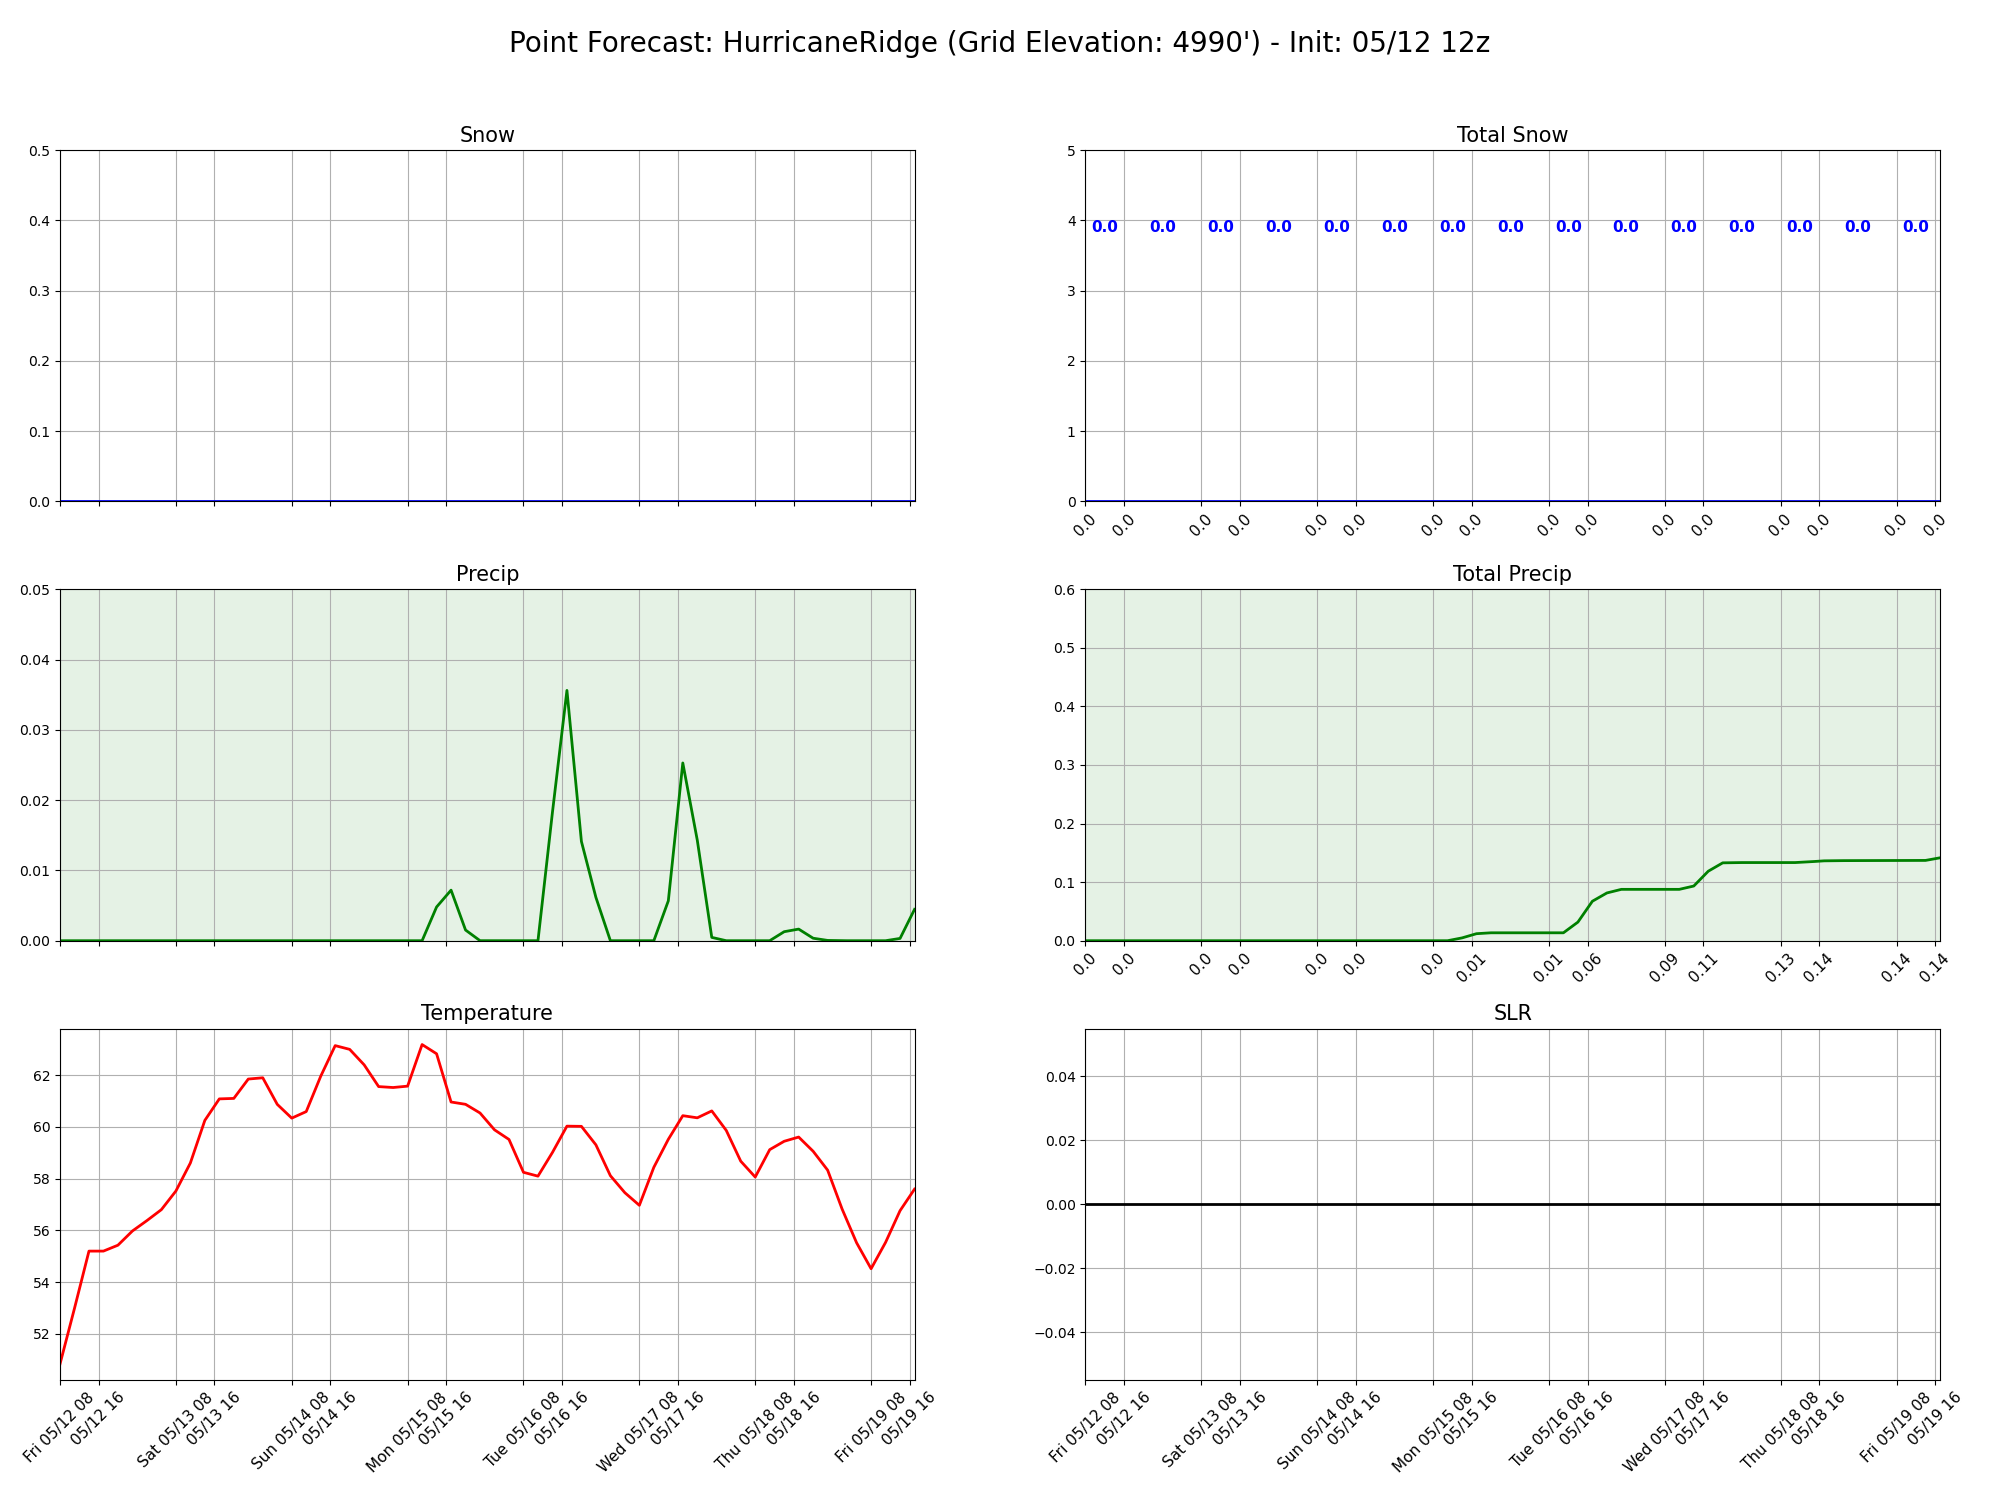 Point Forecast: HurricaneRidge (Grid Elevation: 4990') - Init: 05/12 12z
Snow
0.5
0.4
0.3
0.2
0.1
0.0
Total Snow
5
4
3
2
1
0
0.0 0.0 0.0 0.0 0.0 0.0 0.0 0.0 0.0 0.0 0.0 0.0 0.0 0.0 0.0
0.0 0.0 0.0 0.0 0.0 0.0 0.0 0.0 0.0 0.0 0.0 0.0 0.0 0.0 0.0 0.0
Precip
0.05
0.04
0.03
0.02
0.01
0.00
Total Precip
0.6
0.5
0.4
0.3
0.2
0.1
0.0
0.0 0.0 0.0 0.0 0.0 0.0 0.0 0.01 0.01 0.06 0.09 0.11 0.13 0.14 0.14 0.14
Temperature
62
60
58
56
54
52
Fri 05/12 08
05/12 16
Sat 05/13 08
05/13 16
Sun 05/14 08
05/14 16
Mon 05/15 08
05/15 16
Tue 05/16 08
05/16 16
Wed 05/17 08
05/17 16
Thu 05/18 08
05/18 16
Fri 05/19 08
05/19 16
SLR
0.04
0.02
0.00
−0.02
−0.04
Fri 05/12 08
05/12 16
Sat 05/13 08
05/13 16
Sun 05/14 08
05/14 16
Mon 05/15 08
05/15 16
Tue 05/16 08
05/16 16
Wed 05/17 08
05/17 16
Thu 05/18 08
05/18 16
Fri 05/19 08
05/19 16